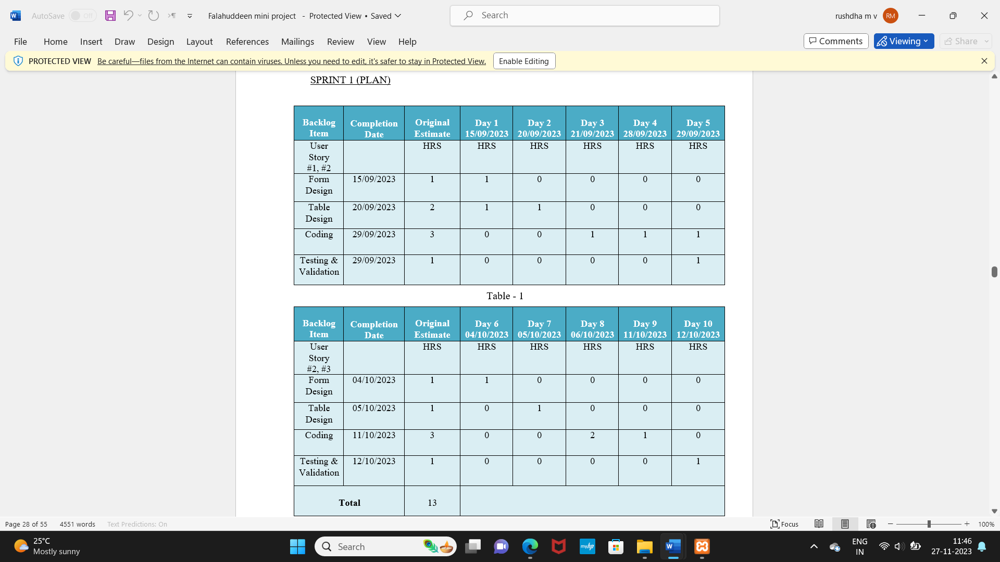 AutoSave Off Falahuddeen mini project - Protected View • Saved Search rushdha m v RM
File Home Insert Draw Design Layout References Mailings Review View Help Comments Viewing Share
PROTECTED VIEW Be careful—files from the Internet can contain viruses. Unless you need to edit, it's safer to stay in Protected View. Enable Editing
SPRINT 1 (PLAN)
Backlog Completion Original Day 1 Day 2 Day 3 Day 4 Day 5
Item Date Estimate 15/09/2023 20/09/2023 21/09/2023 28/09/2023 29/09/2023
User HRS HRS HRS HRS HRS HRS
Story
#1, #2
Form 15/09/2023 1 1 0 0 0 0
Design
Table 20/09/2023 2 1 1 0 0 0
Design
Coding 29/09/2023 3 0 0 1 1 1
Testing & 29/09/2023 1 0 0 0 0 1
Validation
Table - 1
Backlog Completion Original Day 6 Day 7 Day 8 Day 9 Day 10
Item Date Estimate 04/10/2023 05/10/2023 06/10/2023 11/10/2023 12/10/2023
User HRS HRS HRS HRS HRS HRS
Story
#2, #3
Form 04/10/2023 1 1 0 0 0 0
Design
Table 05/10/2023 1 0 1 0 0 0
Design
Coding 11/10/2023 3 0 0 2 1 0
Testing & 12/10/2023 1 0 0 0 0 1
Validation
Total 13
Page 28 of 55 4551 words Text Predictions: On Focus 100%
25°C Search myhp W ENG 11:46
Mostly sunny IN 27-11-2023